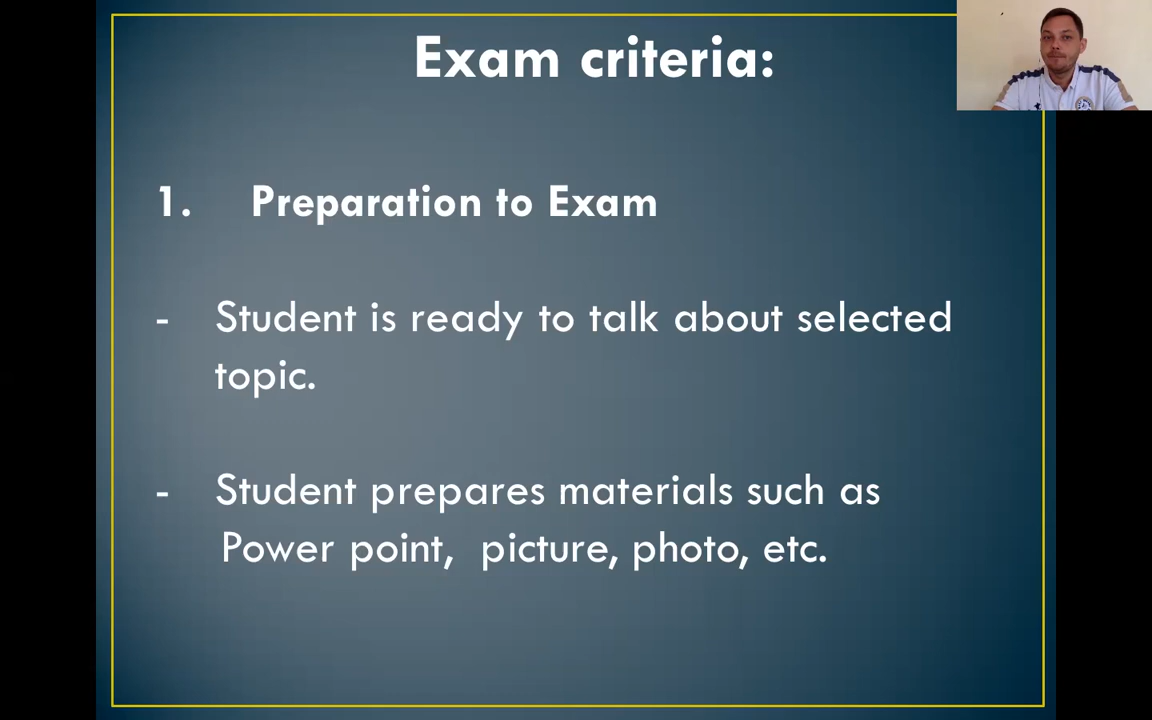 Exam criteria:
1. Preparation to Exam
- Student is ready to talk about selected
topic.
- Student prepares materials such as
Power point, picture, photo, etc.